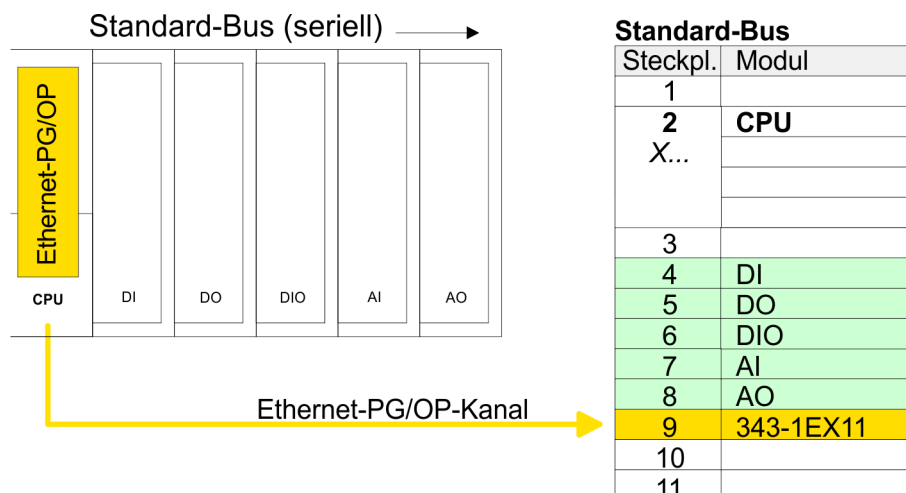 Standard-Bus (seriell)
Ethernet-PG/OP
CPU
DI
DO
DIO
AI
AO
Ethernet-PG/OP-Kanal
Standard-Bus
Steckpl. Modul
1
2 CPU
X...
3
4 DI
5 DO
6 DIO
7 AI
8 AO
9 343-1EX11
10
11